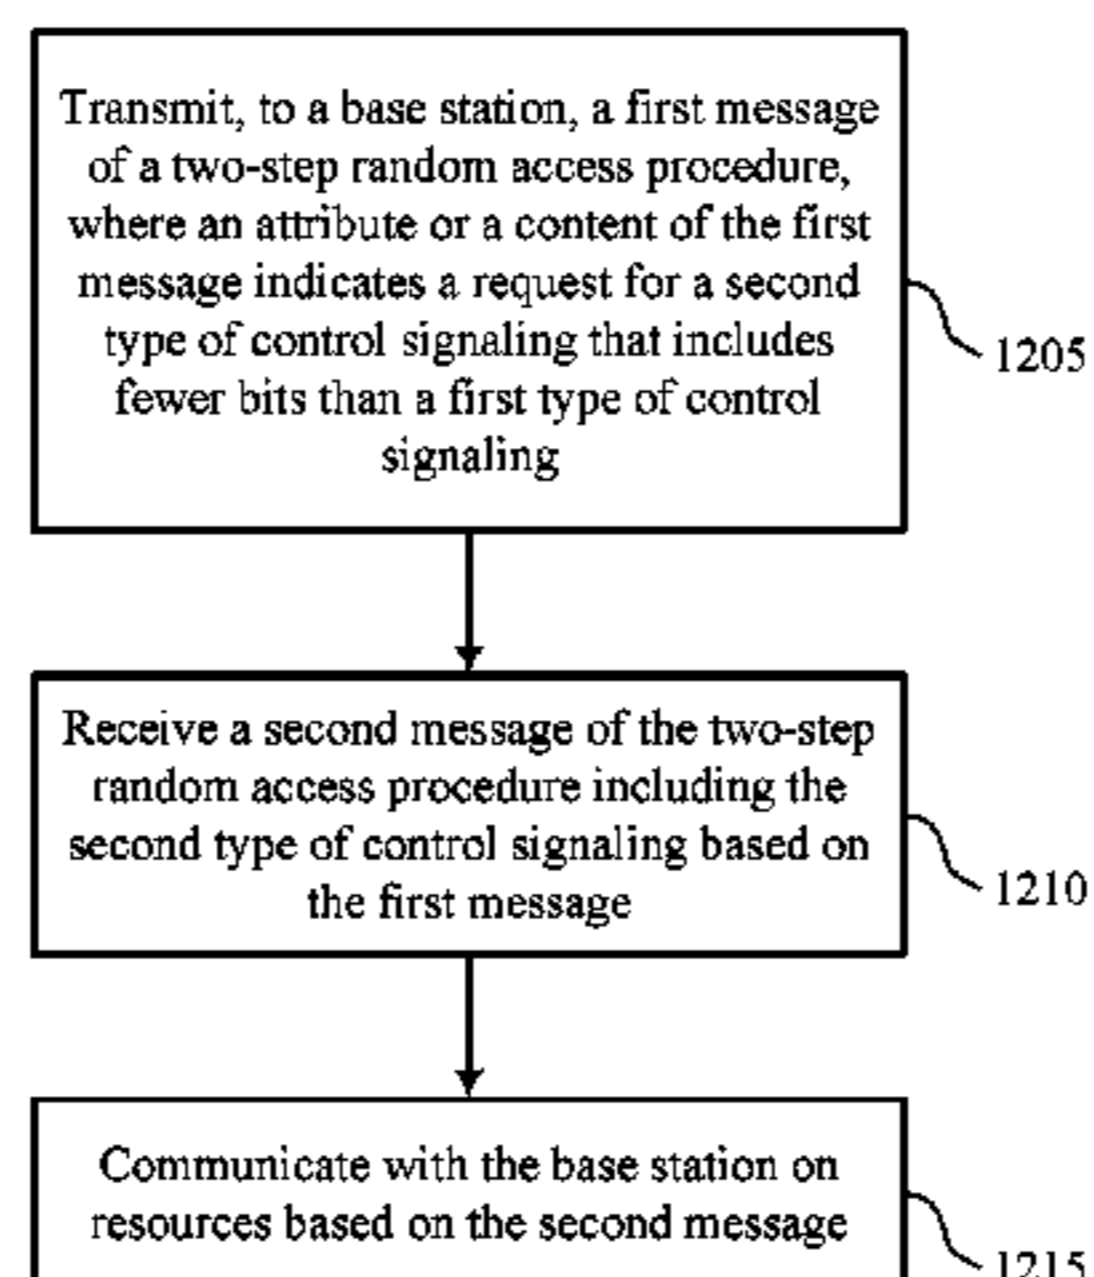 Transmit, to a base station, a first message
of a two-step random access procedure,
where an attribute or a content of the first
message indicates a request for a second
type of control signaling that includes
fewer bits than a first type of control
signaling
1205
Receive a second message of the two-step
random access procedure including the
second type of control signaling based on
the first message
1210
Communicate with the base station on
resources based on the second message
1215